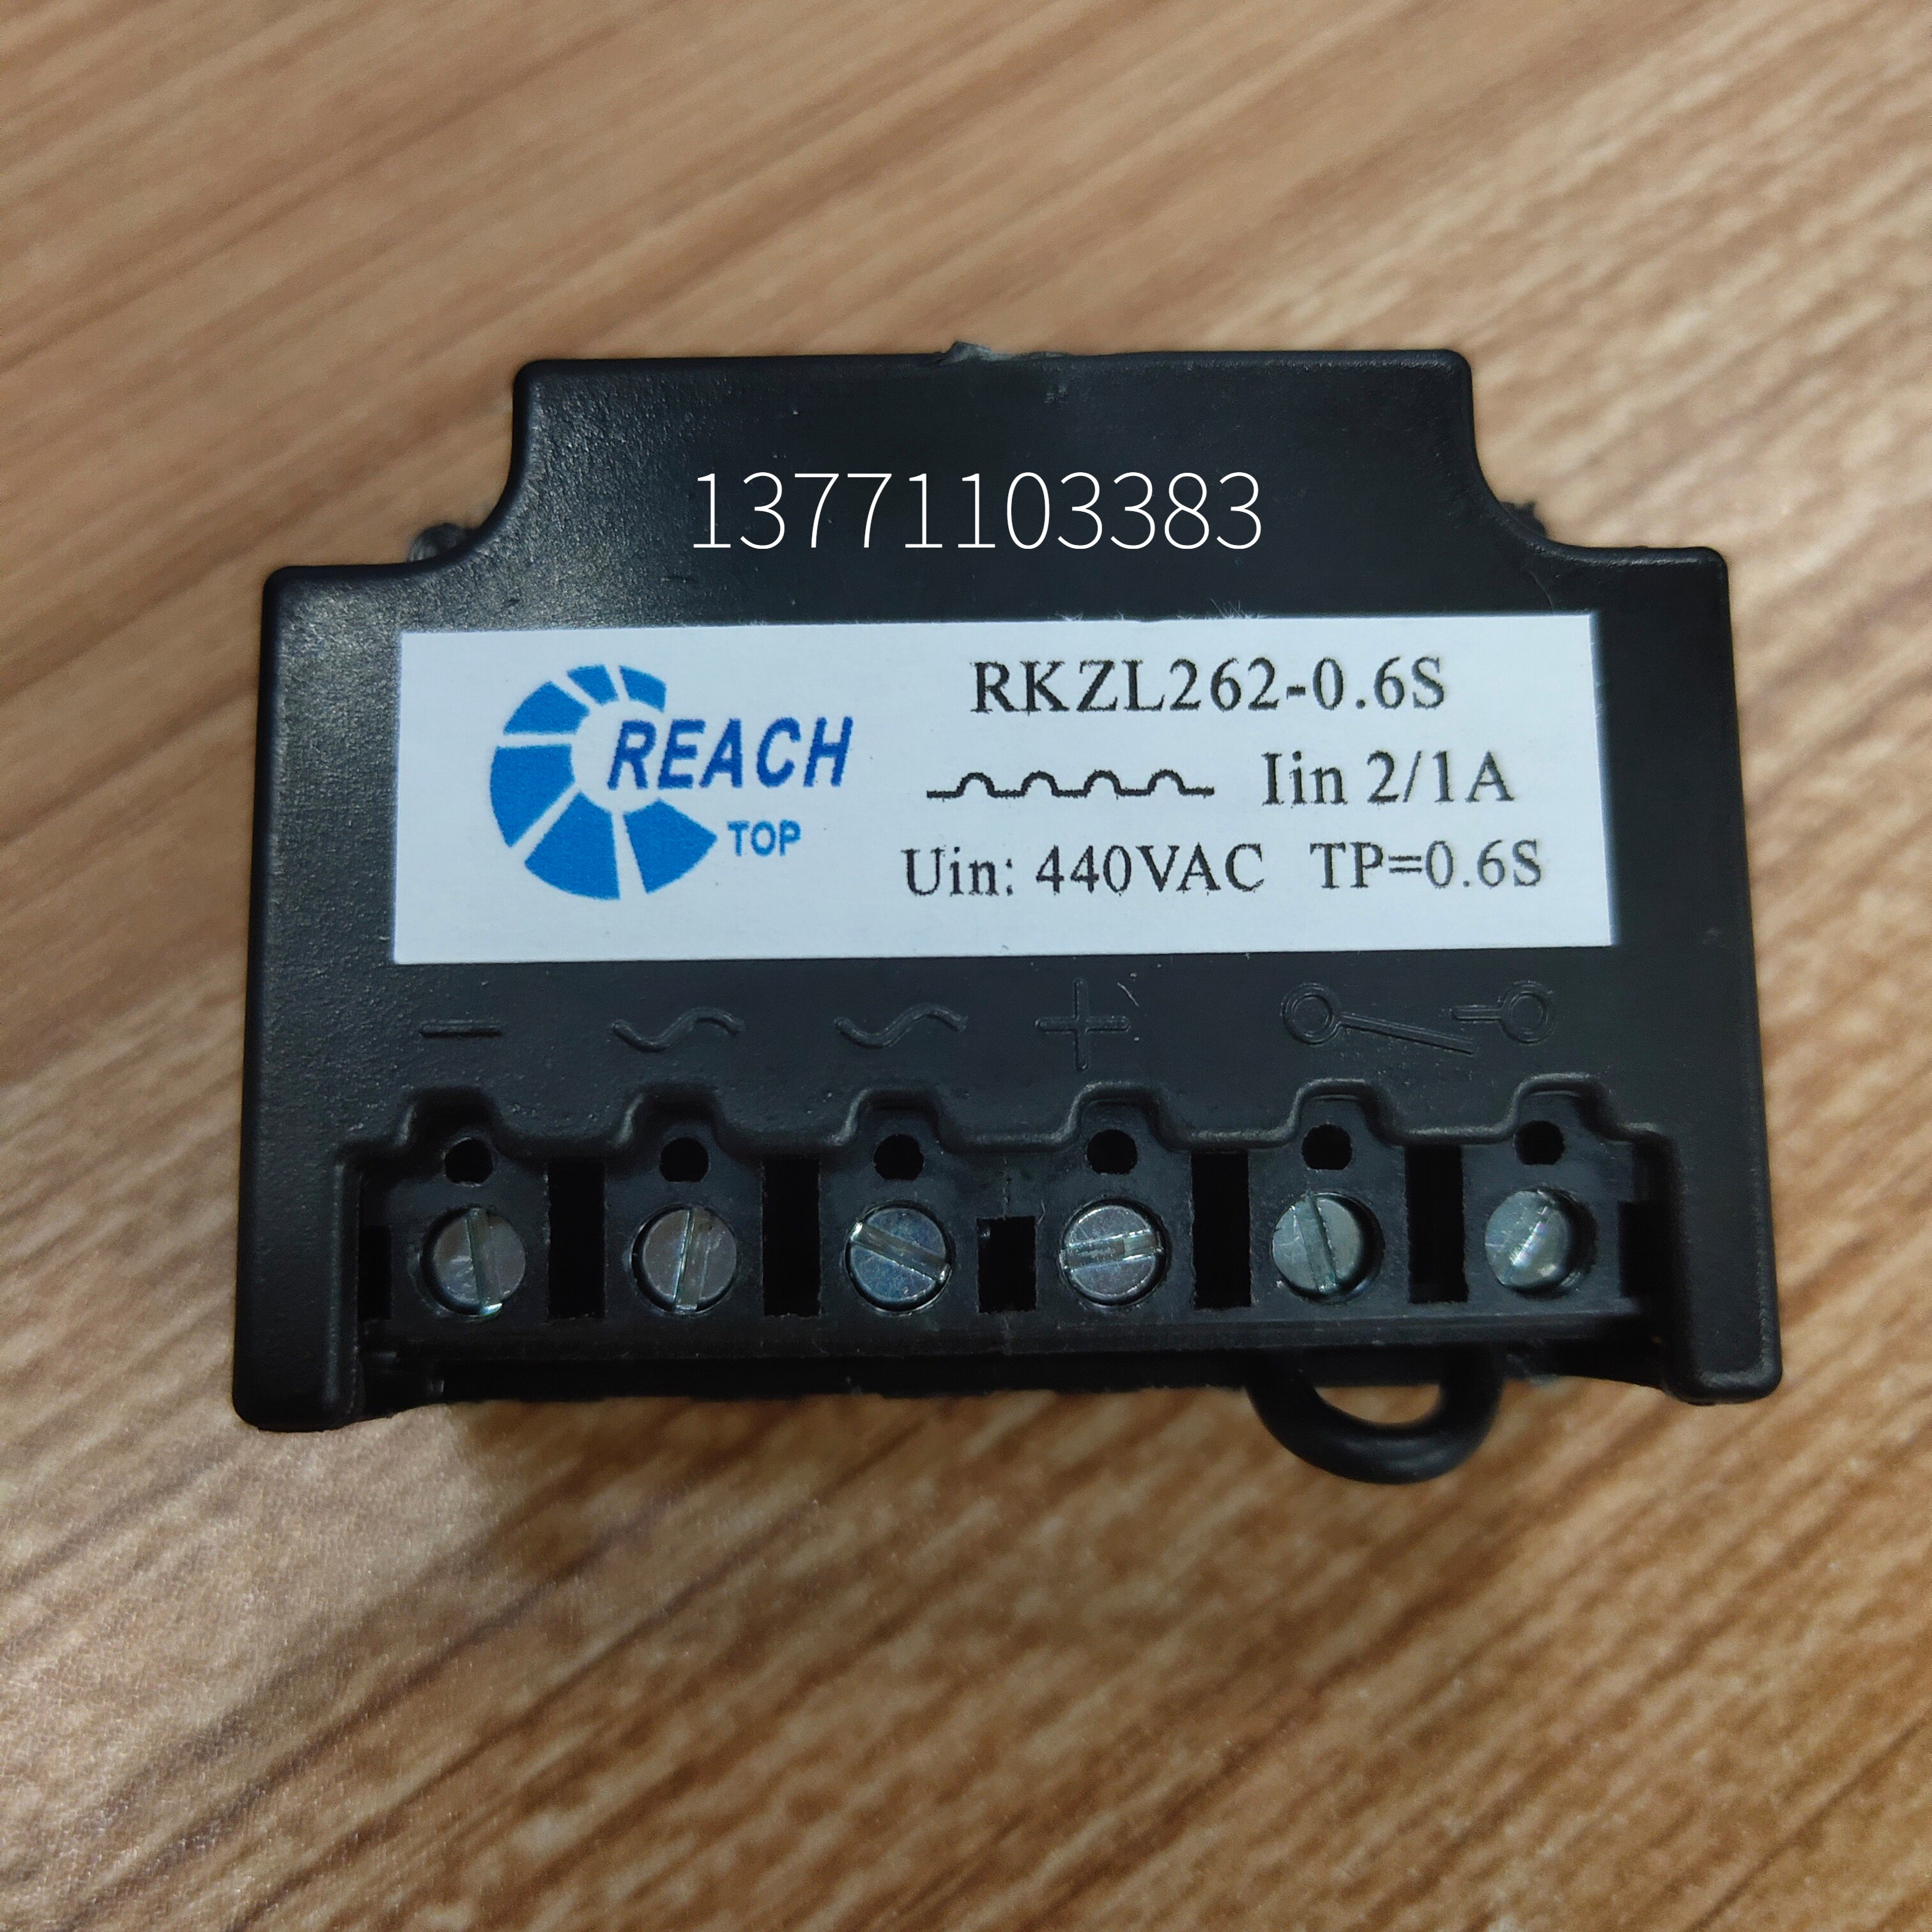 13771103383
REACH
TOP
RKZL262-0.6S
Iin 2/1A
Uin: 440VAC TP=0.6S
− ~ ~ +